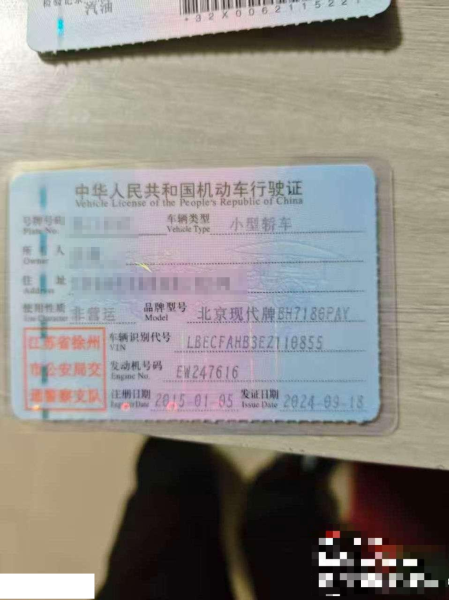 汽油
*32X0062115221
中华人民共和国机动车行驶证
Vehicle License of the People's Republic of China
号牌号码 Plate No. 车辆类型 Vehicle Type 小型轿车
所有人 Owner
住址 Address
使用性质 Use Character 非营运 品牌型号 Model 北京现代牌BH7186PAY
江苏省徐州市公安局交通警察支队
车辆识别代号 VIN LBECFAHB3EZ110855
发动机号码 Engine No. EW247616
注册日期 Register Date 2015-01-05 发证日期 Issue Date 2024-09-18